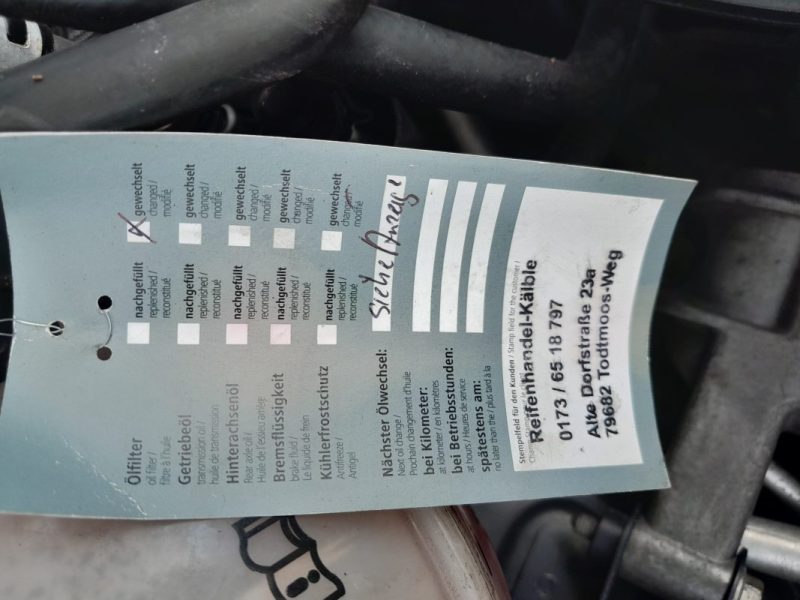 Ölfilter
oil filter /
filtre à l'huile
nachgefüllt
replenished /
reconstitué
gewechselt
changed /
modifié
Getriebeöl
transmission oil /
huile de transmission
nachgefüllt
replenished /
reconstitué
gewechselt
changed /
modifié
Hinterachsenöl
Rear axle oil /
Huile de l'essieu arrière
nachgefüllt
replenished /
reconstitué
gewechselt
changed /
modifié
Bremsflüssigkeit
brake fluid /
Le liquide de frein
nachgefüllt
replenished /
reconstitué
gewechselt
changed /
modifié
Kühlerfrostschutz
Antifreeze /
Antigel
nachgefüllt
replenished /
reconstitué
gewechselt
changed /
modifié
Nächster Ölwechsel: Siehe Anzeige
Next oil change /
Prochain changement d'huile
bei Kilometer:
at kilometer / en kilomètres
bei Betriebsstunden:
at hours / Heures de service
spätestens am:
no later than the / plus tard à la
Stempelfeld für den Kunden / Stamp field for the customer /
Reifenhandel-Kälble
0173 / 65 18 797
Alte Dorfstraße 23a
79682 Todtmoos-Weg